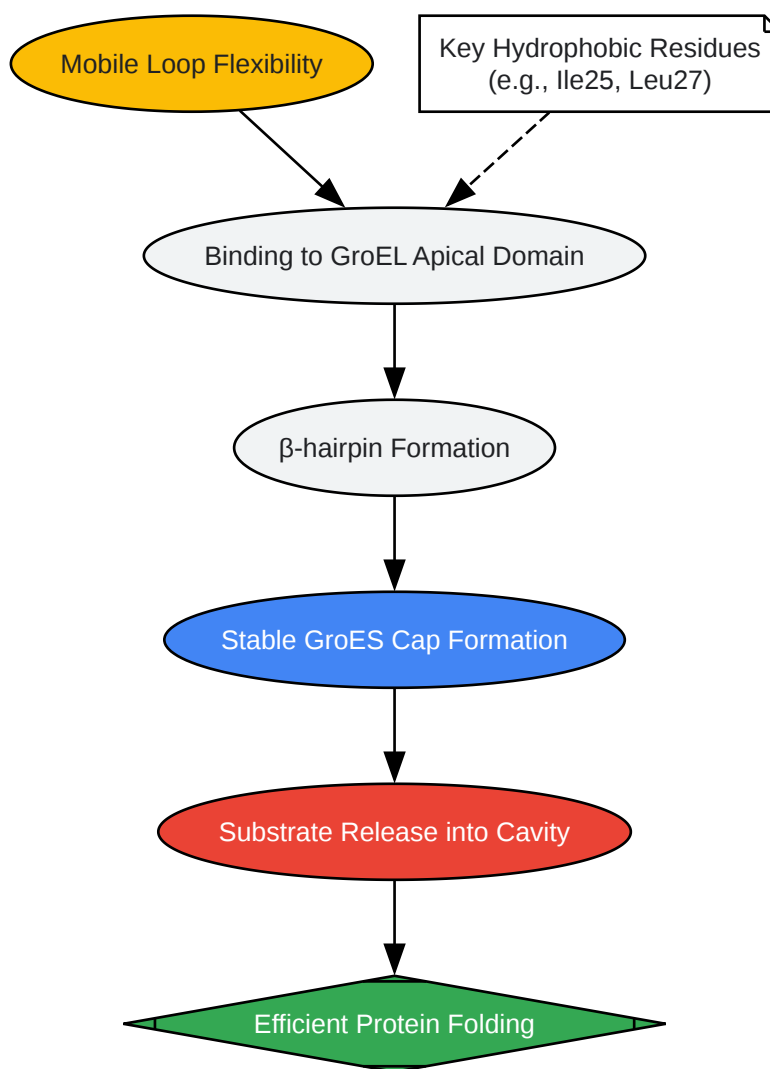 Mobile Loop Flexibility
Key Hydrophobic Residues
(e.g., Ile25, Leu27)
Binding to GroEL Apical Domain
β-hairpin Formation
Stable GroES Cap Formation
Substrate Release into Cavity
Efficient Protein Folding